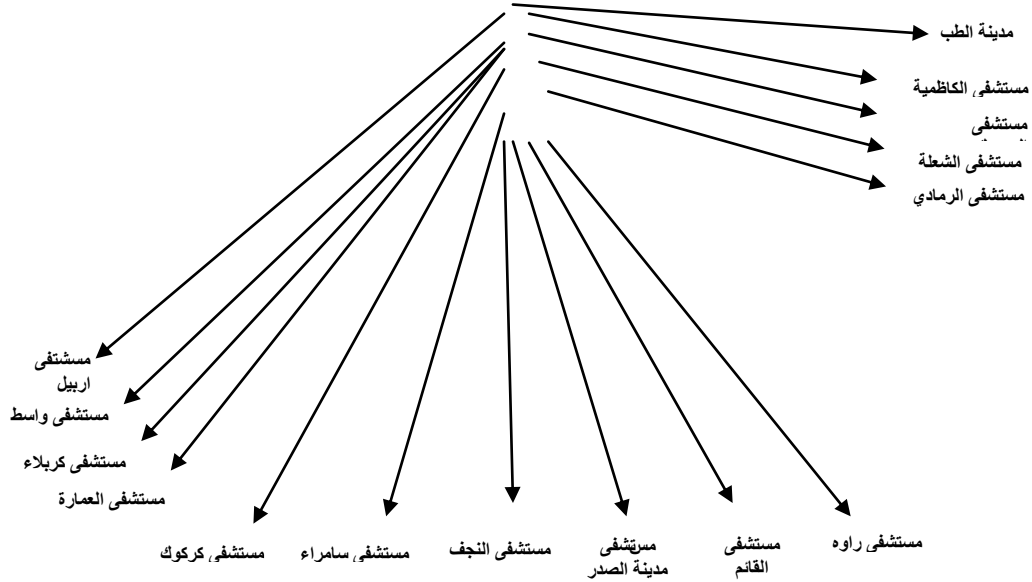 مدينة الطب
مستشفى الكاظمية
مستشفى
مستشفى الشعلة
مستشفى الرمادي
مسشتفى
اربيل
مستشفى واسط
مستشفى كربلاء
مستشفى العمارة
مستشفى كركوك
مستشفى سامراء
مستشفى النجف
مستشفى
مدينة الصدر
مستشفى
القائم
مستشفى راوه